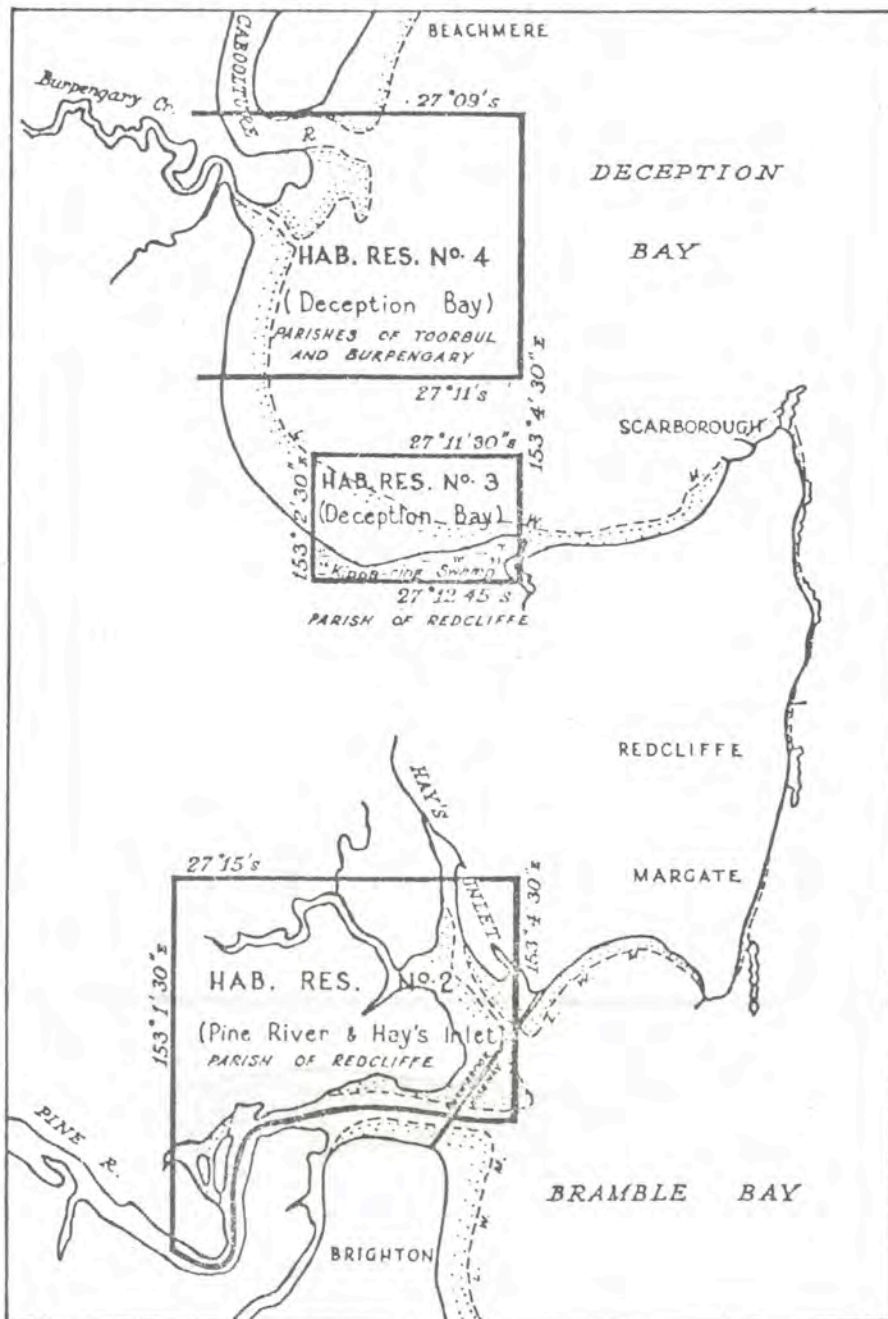 BEACHMERE
CABOOLTURE
R
Burpengary Cr.
27°09's
DECEPTION
BAY
HAB. RES. No. 4
(Deception Bay)
PARISHES OF TOORBUL
AND BURPENGARY
27°11's
153°4'30"E
SCARBOROUGH
27°11'30"s
153°2'30"E
HAB. RES. No. 3
(Deception Bay)
Swamp
27°12'45"s
PARISH OF REDCLIFFE
REDCLIFFE
HAY'S
INLET
27°15's
153°4'30"E
MARGATE
153°1'30"E
HAB. RES. No. 2
(Pine River & Hay's Inlet)
PARISH OF REDCLIFFE
PINE
R.
BRAMBLE BAY
BRIGHTON